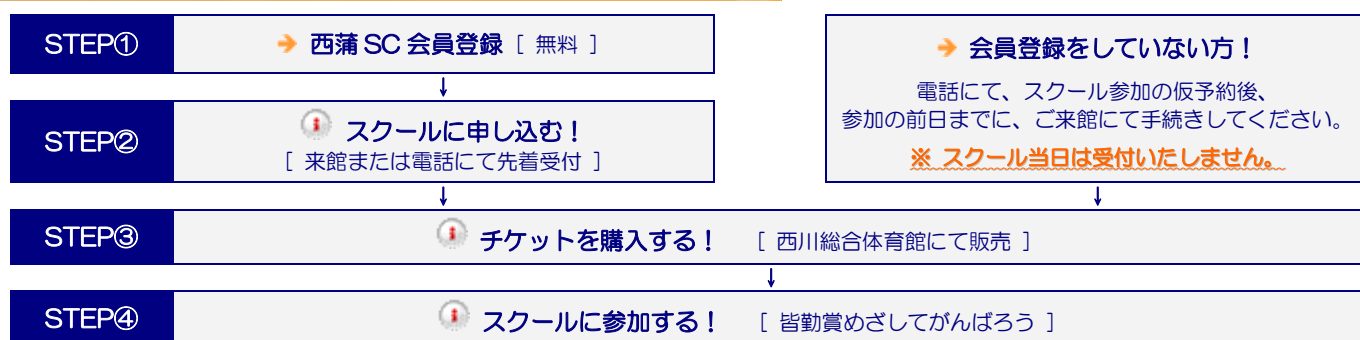 STEP① 西蒲 SC 会員登録 [ 無料 ]
STEP② スクールに申し込む！
[ 来館または電話にて先着受付 ]
会員登録をしていない方！
電話にて、スクール参加の仮予約後、
参加の前日までに、ご来館にて手続きしてください。
※ スクール当日は受付いたしません。
STEP③ チケットを購入する！ [ 西川総合体育館にて販売 ]
STEP④ スクールに参加する！ [ 皆勤賞めざしてがんばろう ]